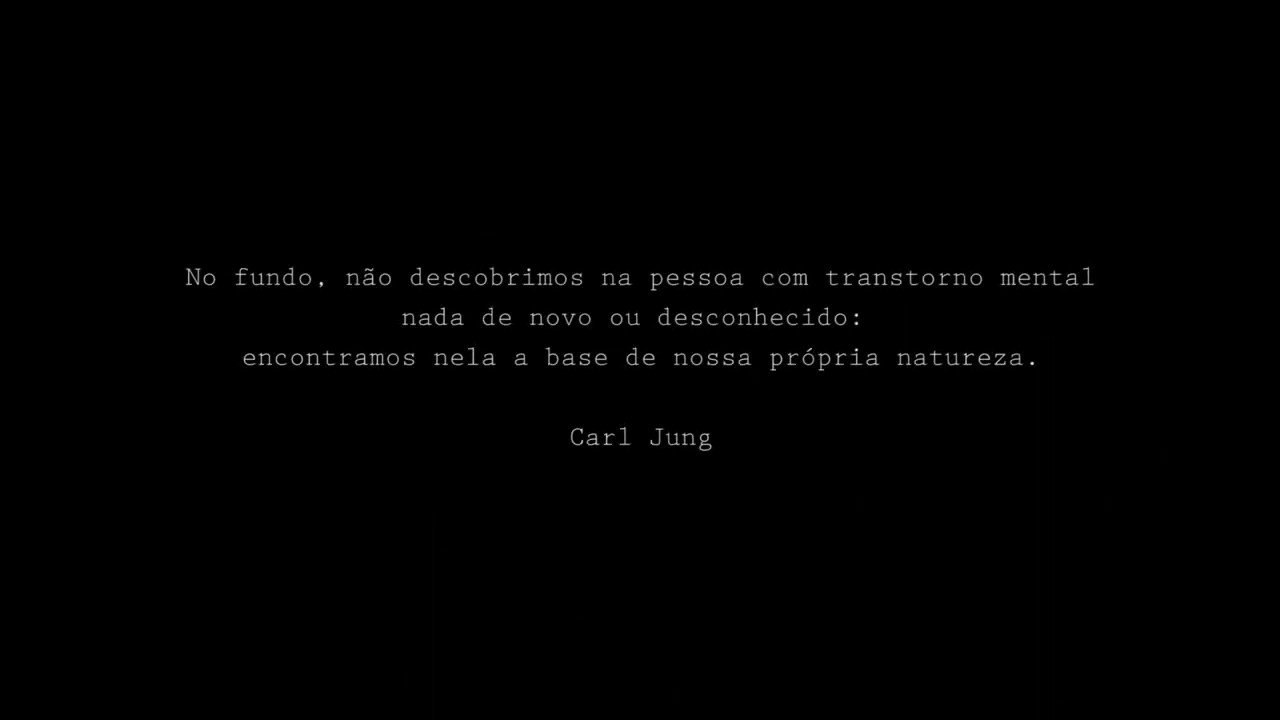 No fundo, não descobrimos na pessoa com transtorno mental
nada de novo ou desconhecido:
encontramos nela a base de nossa própria natureza.
Carl Jung